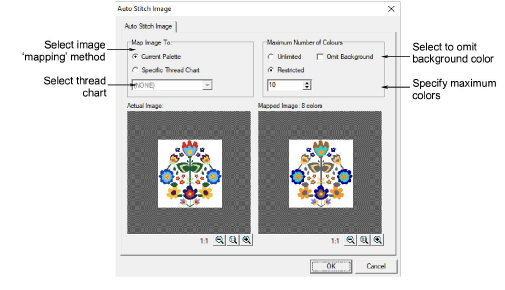 Auto Stitch Image
Auto Stitch Image
Map Image To:
Current Palette
Specific Thread Chart
(NONE)
Maximum Number of Colours
Unlimited
Omit Background
Restricted
10
Select image
'mapping' method
Select thread
chart
Select to omit
background color
Specify maximum
colors
Actual Image:
Mapped Image: 8 colors
1:1
1:1
OK
Cancel